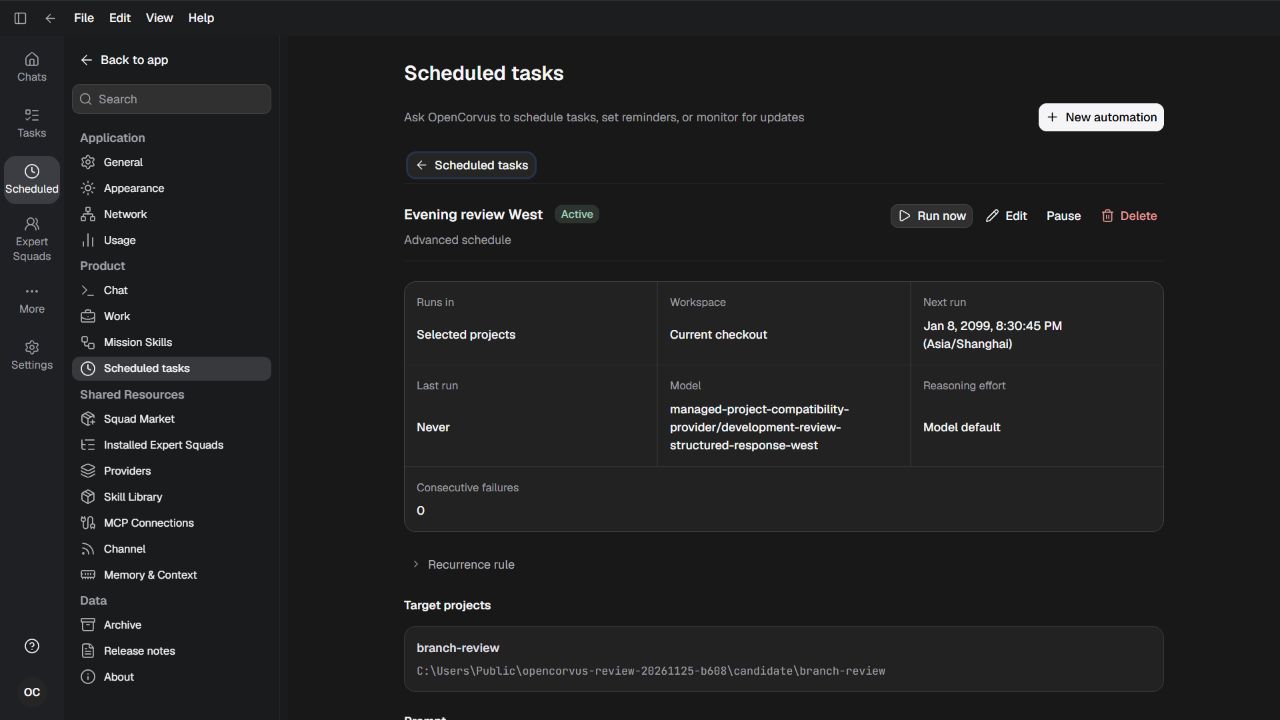 File Edit View Help
Chats
Tasks
Scheduled
Expert
Squads
More
Settings
OC
Back to app
Search
Application
General
Appearance
Network
Usage
Product
Chat
Work
Mission Skills
Scheduled tasks
Shared Resources
Squad Market
Installed Expert Squads
Providers
Skill Library
MCP Connections
Channel
Memory & Context
Data
Archive
Release notes
About
Scheduled tasks
Ask OpenCorvus to schedule tasks, set reminders, or monitor for updates
New automation
Scheduled tasks
Evening review West Active
Run now Edit Pause Delete
Advanced schedule
Runs in
Selected projects
Workspace
Current checkout
Next run
Jan 8, 2099, 8:30:45 PM
(Asia/Shanghai)
Last run
Never
Model
managed-project-compatibility-
provider/development-review-
structured-response-west
Reasoning effort
Model default
Consecutive failures
0
Recurrence rule
Target projects
branch-review
C:\Users\Public\opencorvus-review-20261125-b608\candidate\branch-review
Prompt